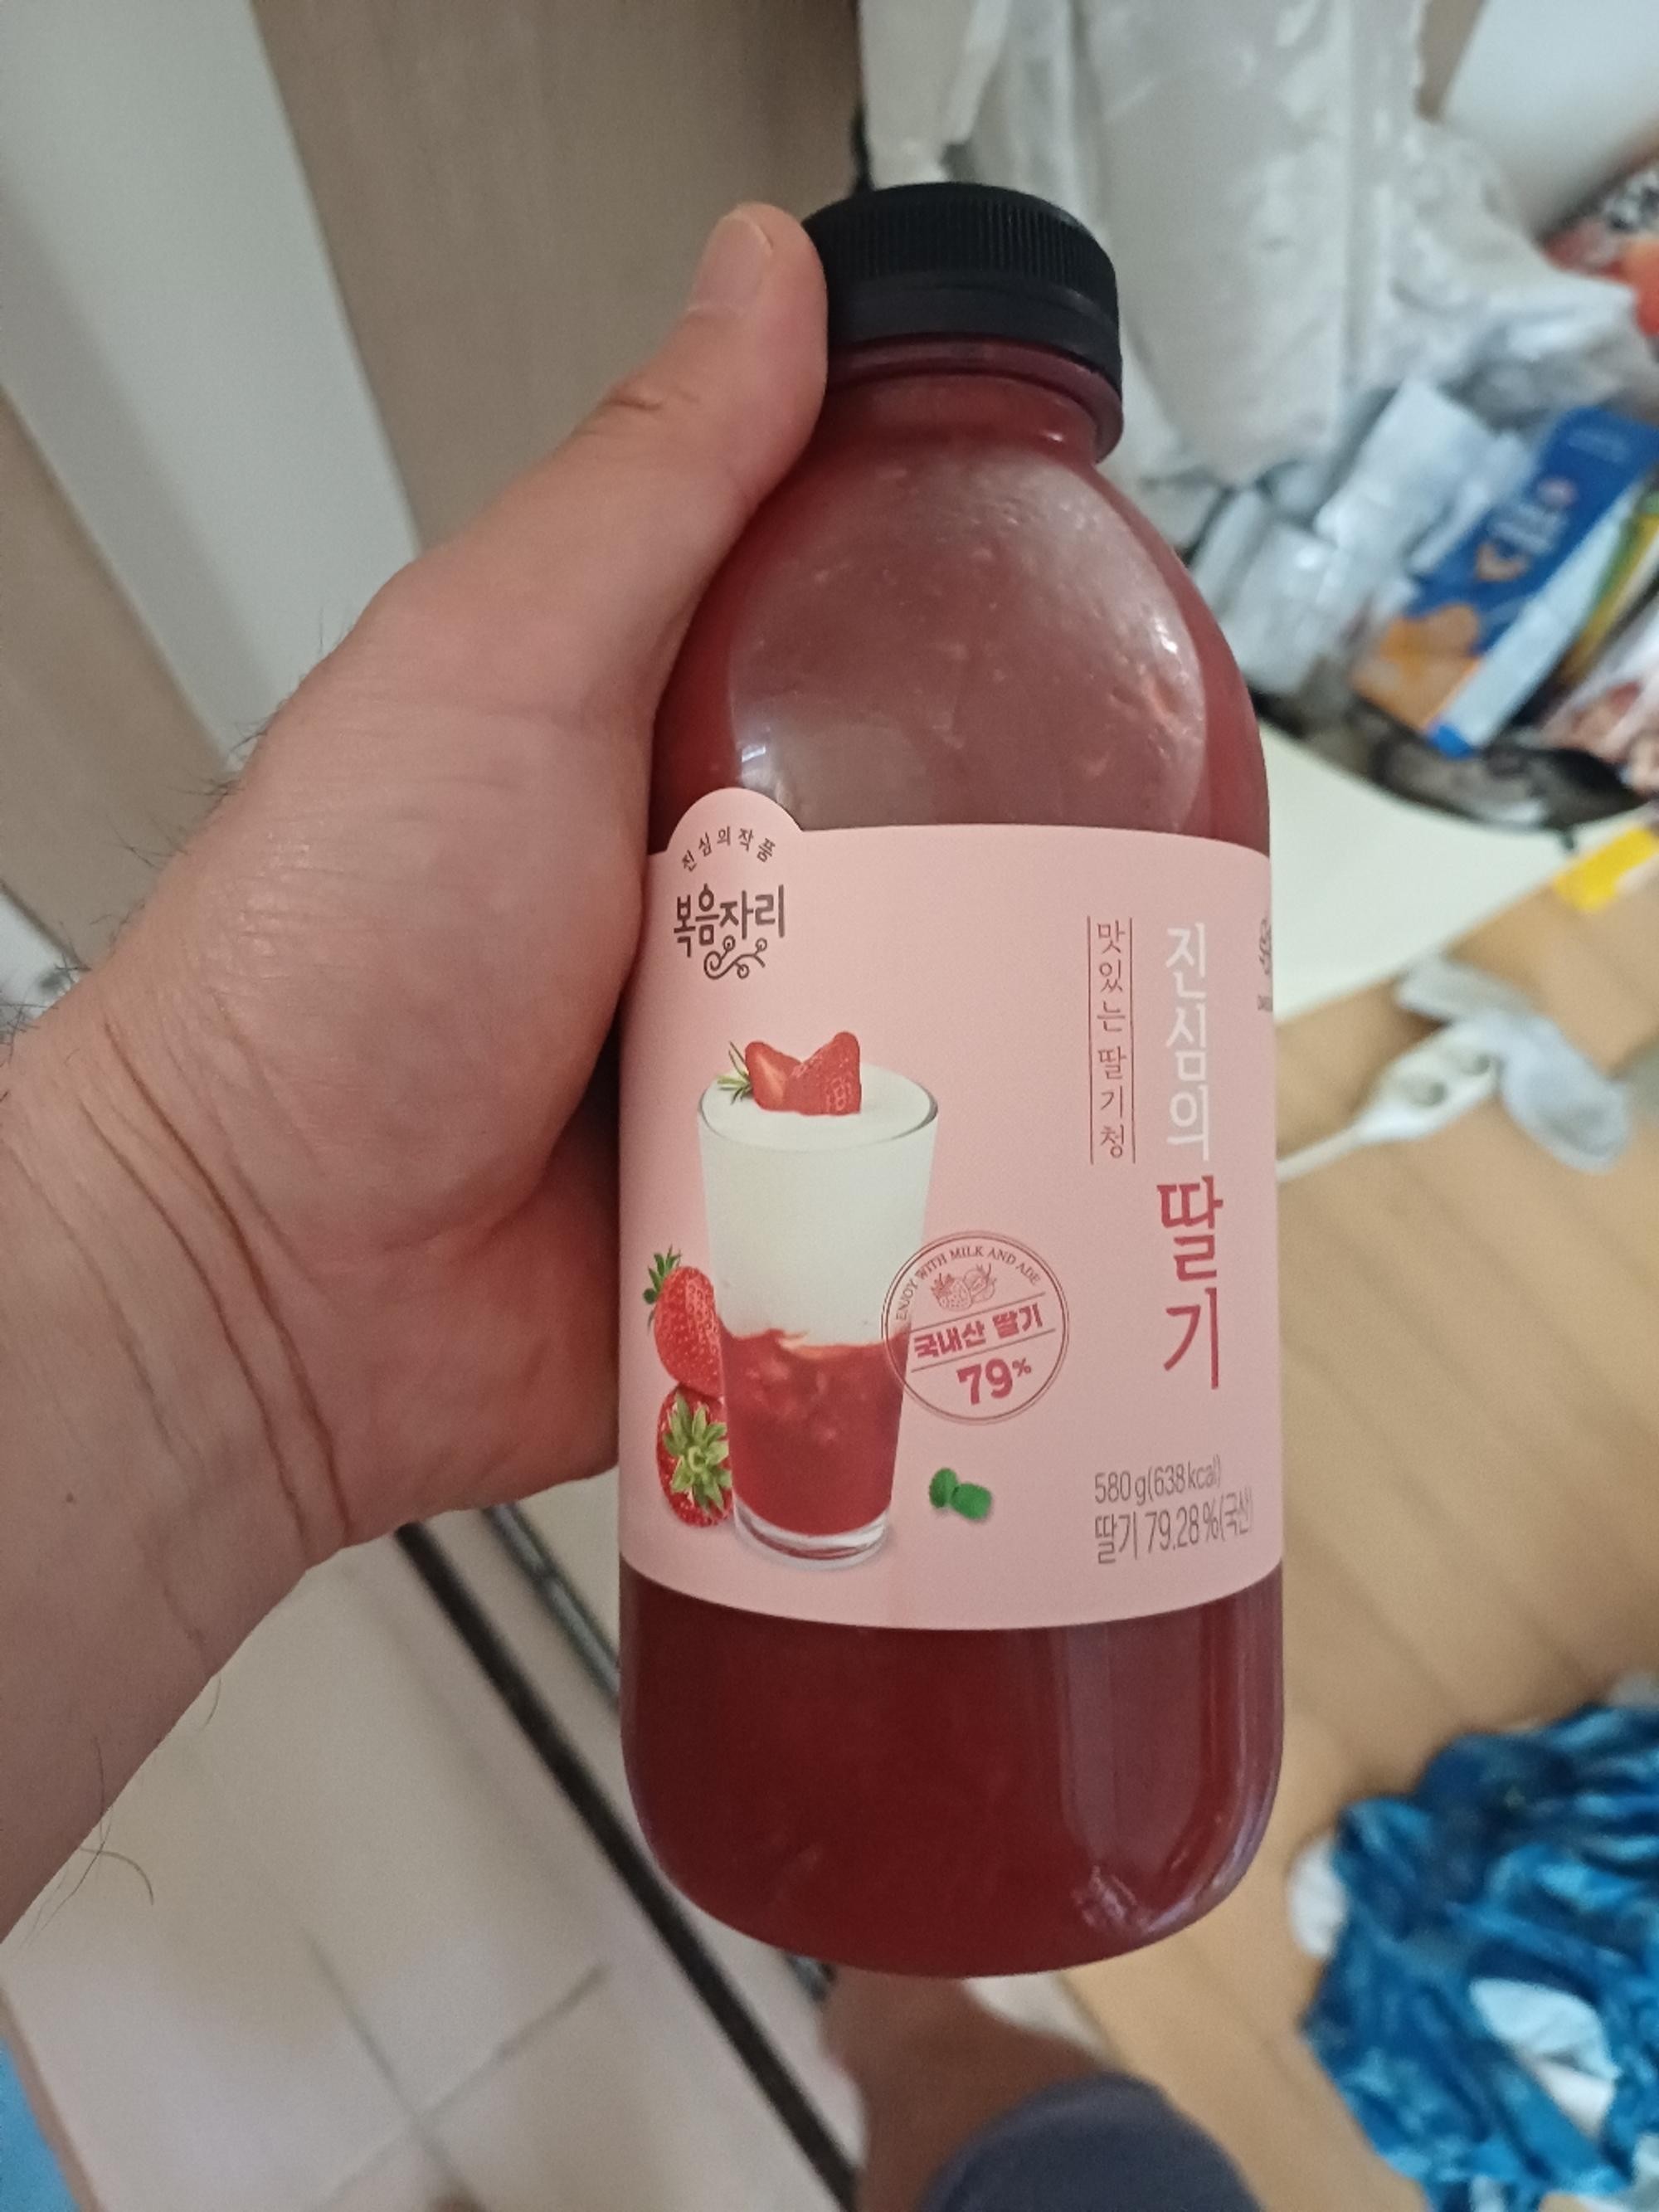 진심의작품
복음자리
맛있는 딸기청
진심의 딸기
ENJOY WITH MILK AND ADE
국내산 딸기
79%
580g(638kcal)
딸기 79.28%(국산)